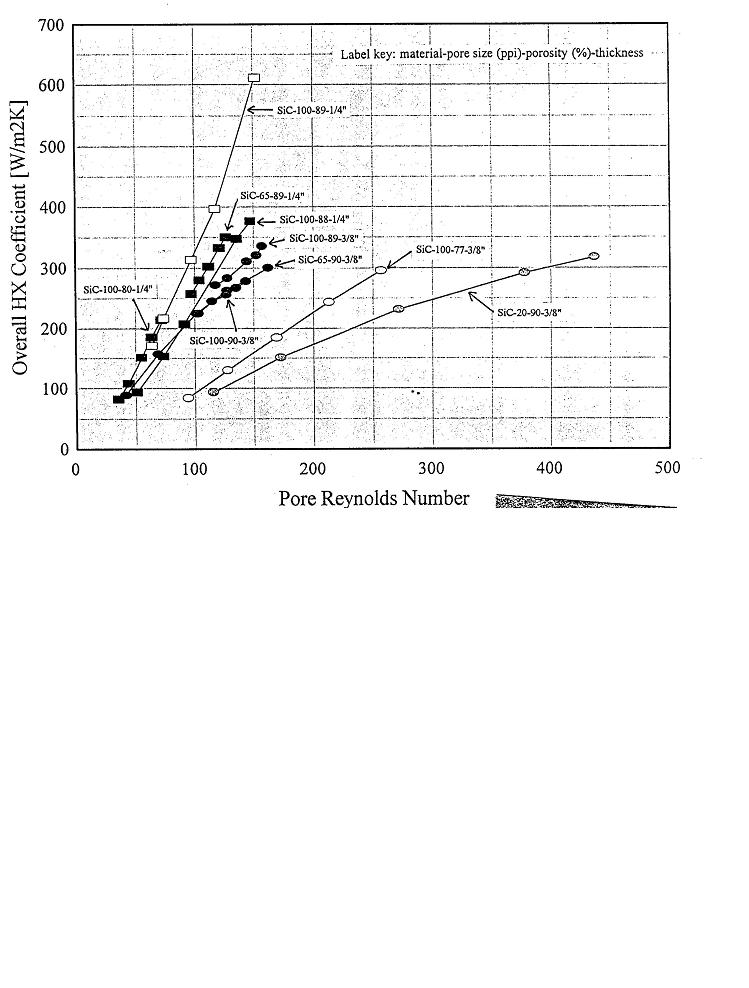 700
Label key: material-pore size (ppi)-porosity (%)-thickness
600
SiC-100-89-1/4"
500
400
SiC-65-89-1/4"
SiC-100-88-1/4"
SiC-100-89-3/8"
SiC-100-77-3/8"
SiC-65-90-3/8"
300
SiC-100-80-1/4"
SiC-20-90-3/8"
200
SiC-100-90-3/8"
100
0
Overall HX Coefficient [W/m2K]
0 100 200 300 400 500
Pore Reynolds Number